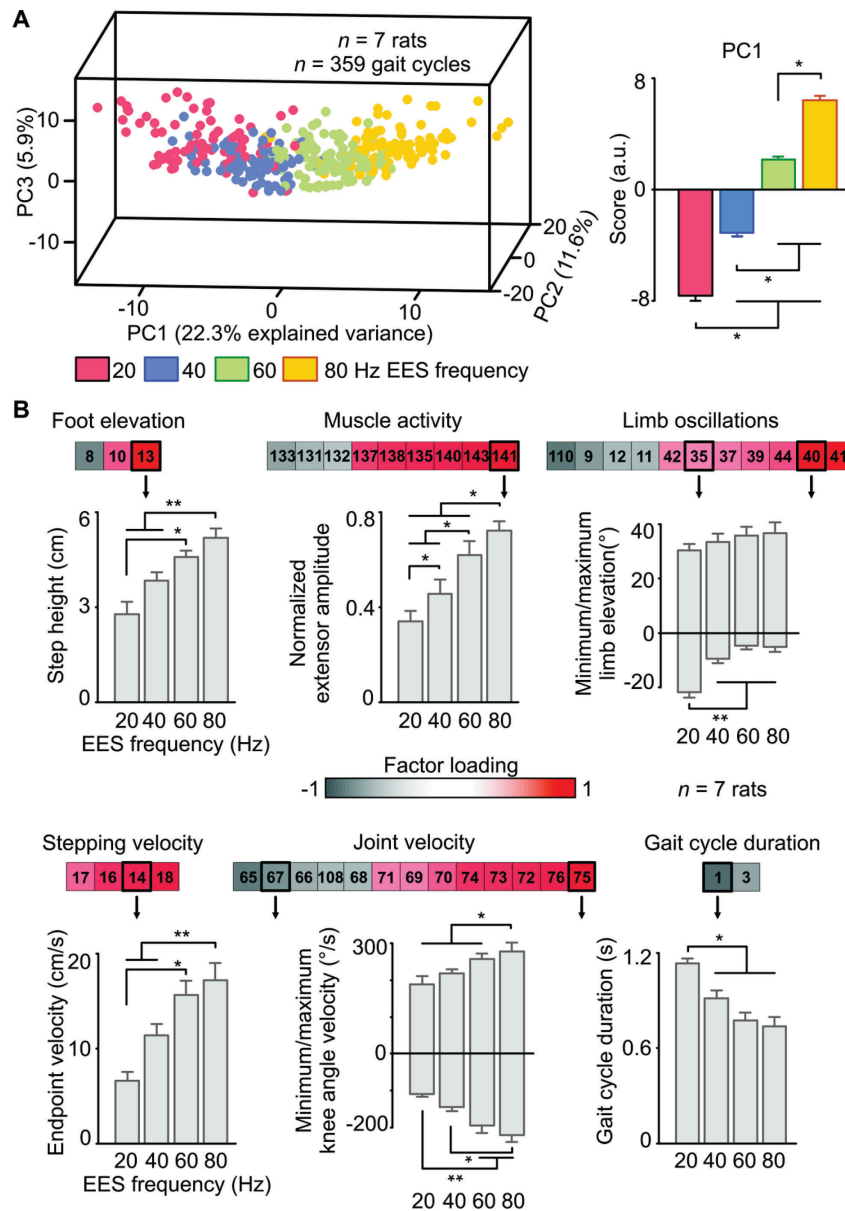 A
n = 7 rats
n = 359 gait cycles
PC3 (5.9%)
10
0
-10
-10
0
10
PC1 (22.3% explained variance)
20
0
-20
PC2 (11.6%)
PC1
Score (a.u.)
8
0
-8
*
*
*
20 40 60 80 Hz EES frequency
B
Foot elevation
8 10 13
Step height (cm)
6
3
0
**
*
20 40 60 80
EES frequency (Hz)
Muscle activity
133 131 132 137 138 135 140 143 141
Normalized
extensor amplitude
0.8
0.4
0
*
*
*
20 40 60 80
Limb oscillations
110 9 12 11 42 35 37 39 44 40 41
Minimum/maximum
limb elevation(°)
40
20
0
-20
**
20 40 60 80
Factor loading
-1 1
n = 7 rats
Stepping velocity
17 16 14 18
Endpoint velocity (cm/s)
20
10
0
**
*
20 40 60 80
EES frequency (Hz)
Joint velocity
65 67 66 108 68 71 69 70 74 73 72 76 75
Minimum/maximum
knee angle velocity (°/s)
300
0
-200
*
*
**
20 40 60 80
Gait cycle duration
1 3
Gait cycle duration (s)
1.2
0.6
0
*
20 40 60 80